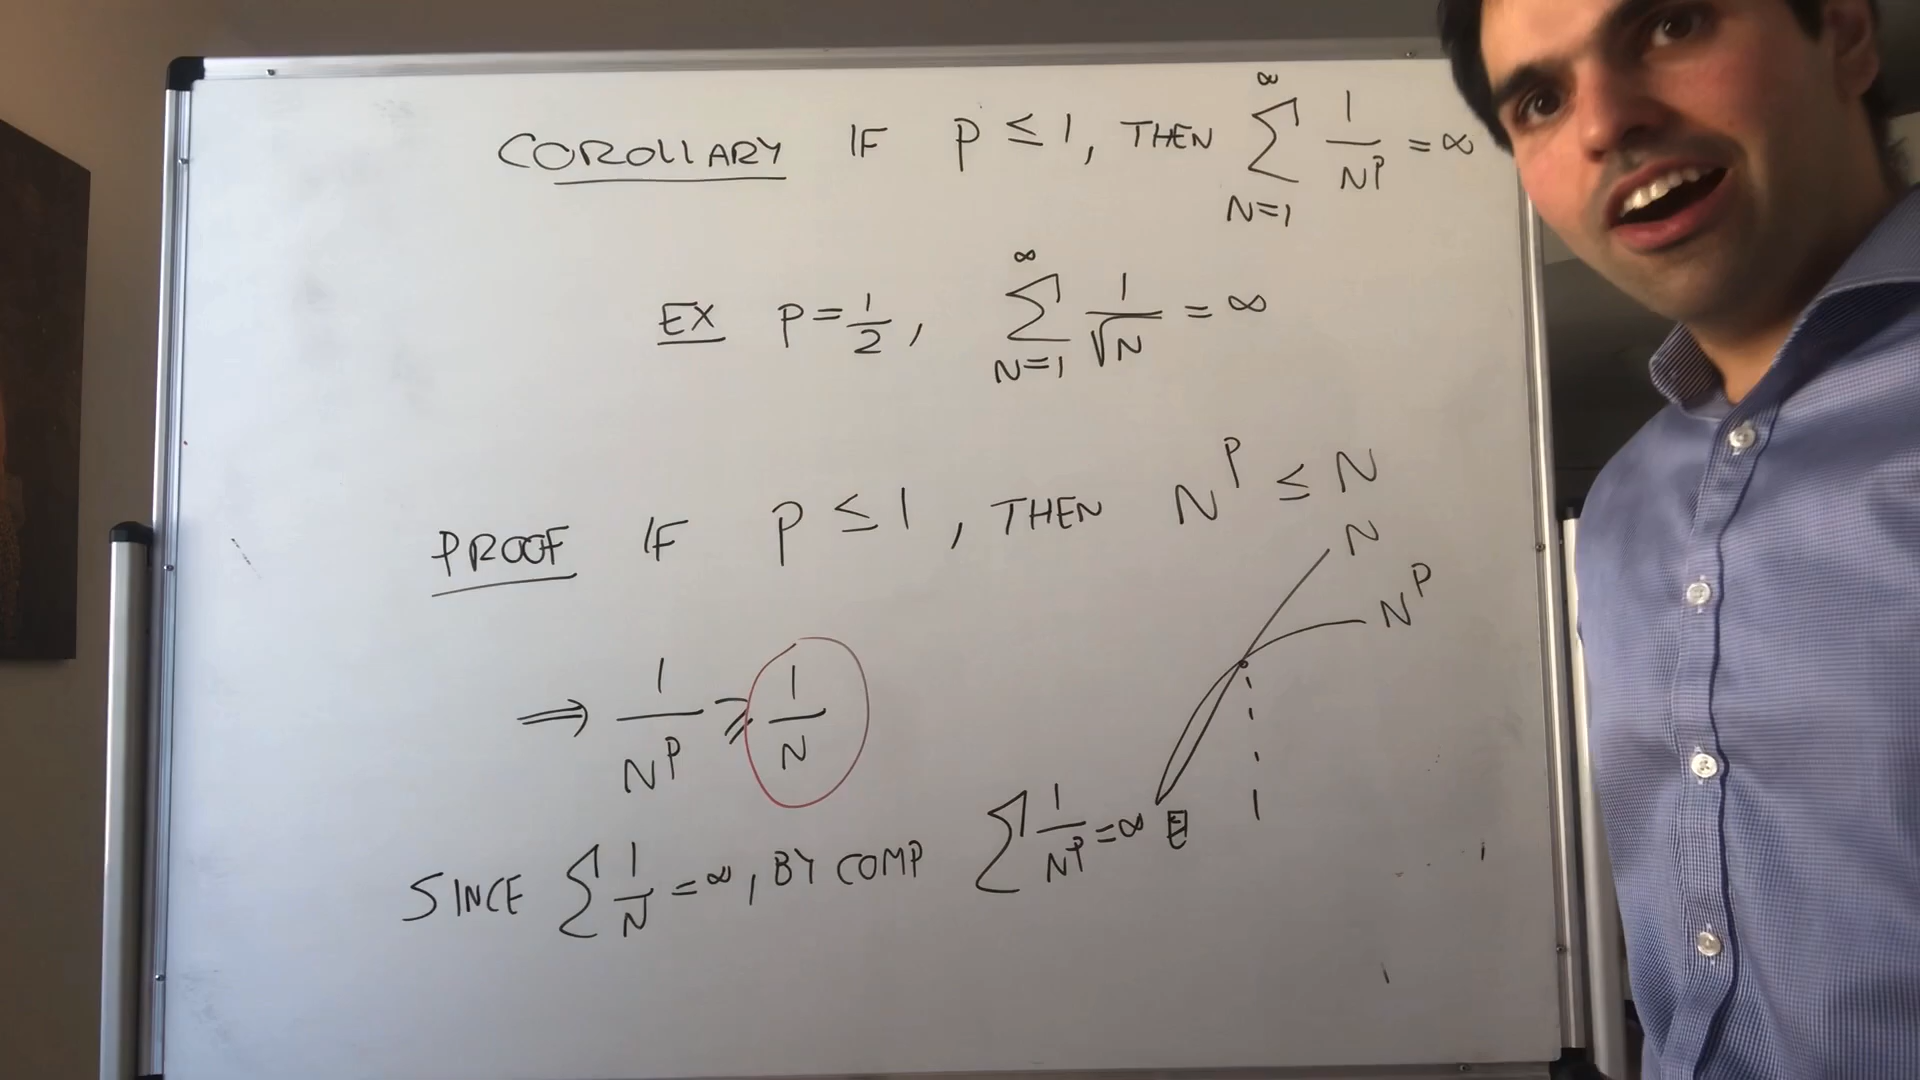 COROLLARY IF P ≤ 1, THEN ∞ ∑ N=1 1/N^P = ∞
EX P = 1/2, ∞ ∑ N=1 1/√N = ∞
PROOF IF P ≤ 1, THEN N^P ≤ N
N
N^P
⟹ 1/N^P ⩾ 1/N
1
SINCE ∑ 1/N = ∞, BY COMP ∑ 1/N^P = ∞